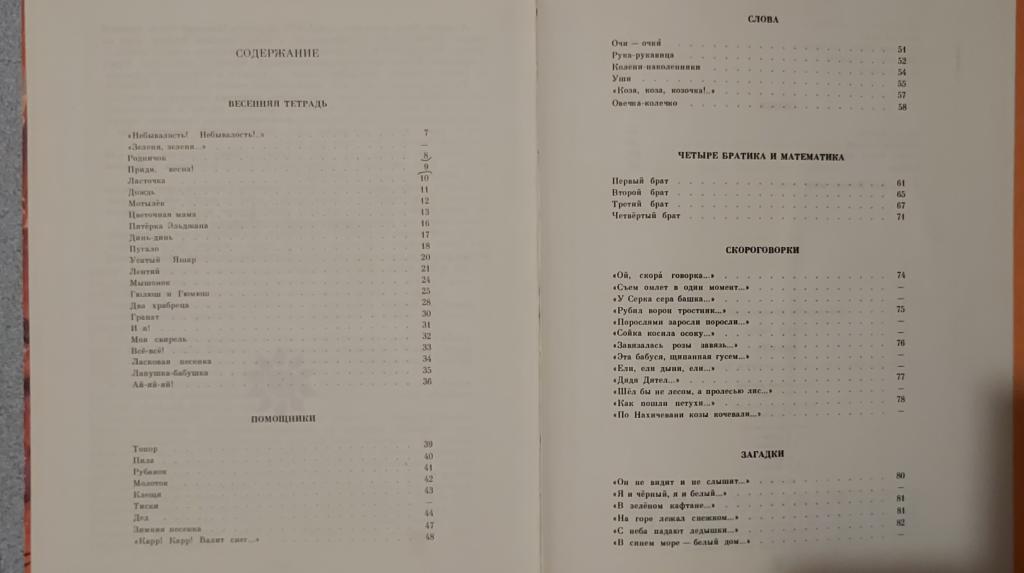 СОДЕРЖАНИЕ
ВЕСЕННЯЯ ТЕТРАДЬ
«Небывалость! Небывалость!..» 7
«Зелени, зелени...» —
Родничок 8
Приди, весна! 9
Ласточка 10
Дождь 11
Мотылёк 12
Цветочная мама 13
Пятёрка Эльджана 16
Динь-динь 17
Пугало 18
Усатый Яшар 20
Лентяй 21
Мышонок 24
Гюлюш и Гюмюш 25
Два храбреца 28
Гранат 30
И я! 31
Моя свирель 32
Всё-всё! 33
Ласковая песенка 34
Лапушка-бабушка 35
Ай-яй-яй! 36
ПОМОЩНИКИ
Топор 39
Пила 40
Рубанок 41
Молоток 42
Клещи 43
Тиски —
Дед 44
Зимняя песенка 47
«Карр! Карр! Валит снег...» 48
СЛОВА
Очи — очки́ 51
Рука-рукавица 52
Колени-наколенники 54
Уши 55
«Коза, коза, козочка!..» 57
Овечка-колечко 58
ЧЕТЫРЕ БРАТИКА И МАТЕМАТИКА
Первый брат 61
Второй брат 65
Третий брат 67
Четвёртый брат 71
СКОРОГОВОРКИ
«Ой, скора́ говорка...» 74
«Съем омлет в один момент...» —
«У Серка сера башка...» —
«Рубил ворон тростник...» 75
«Порослями заросли поросли...» —
«Сойка косила осоку...» —
«Завязалась розы завязь...» 76
«Эта бабуся, щипанная гусем...» —
«Ели, ели дыни, ели...» —
«Дядя Дятел...» 77
«Шёл бы не лесом, а пролесью лис...» —
«Как пошли петухи...» 78
«По Нахичевани козы кочевали...» —
ЗАГАДКИ
«Он не видит и не слышит...» 80
«Я и чёрный, я и белый...» —
«В зелёном кафтане...» 81
«На горе лежал снежком...» 81
«С неба падают ледышки...» 82
«В синем море — белый дом...» —